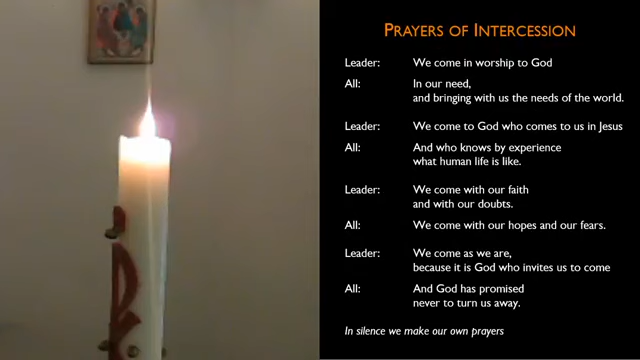 PRAYERS OF INTERCESSION
Leader: We come in worship to God
All: In our need,
and bringing with us the needs of the world.
Leader: We come to God who comes to us in Jesus
All: And who knows by experience
what human life is like.
Leader: We come with our faith
and with our doubts.
All: We come with our hopes and our fears.
Leader: We come as we are,
because it is God who invites us to come
All: And God has promised
never to turn us away.
In silence we make our own prayers